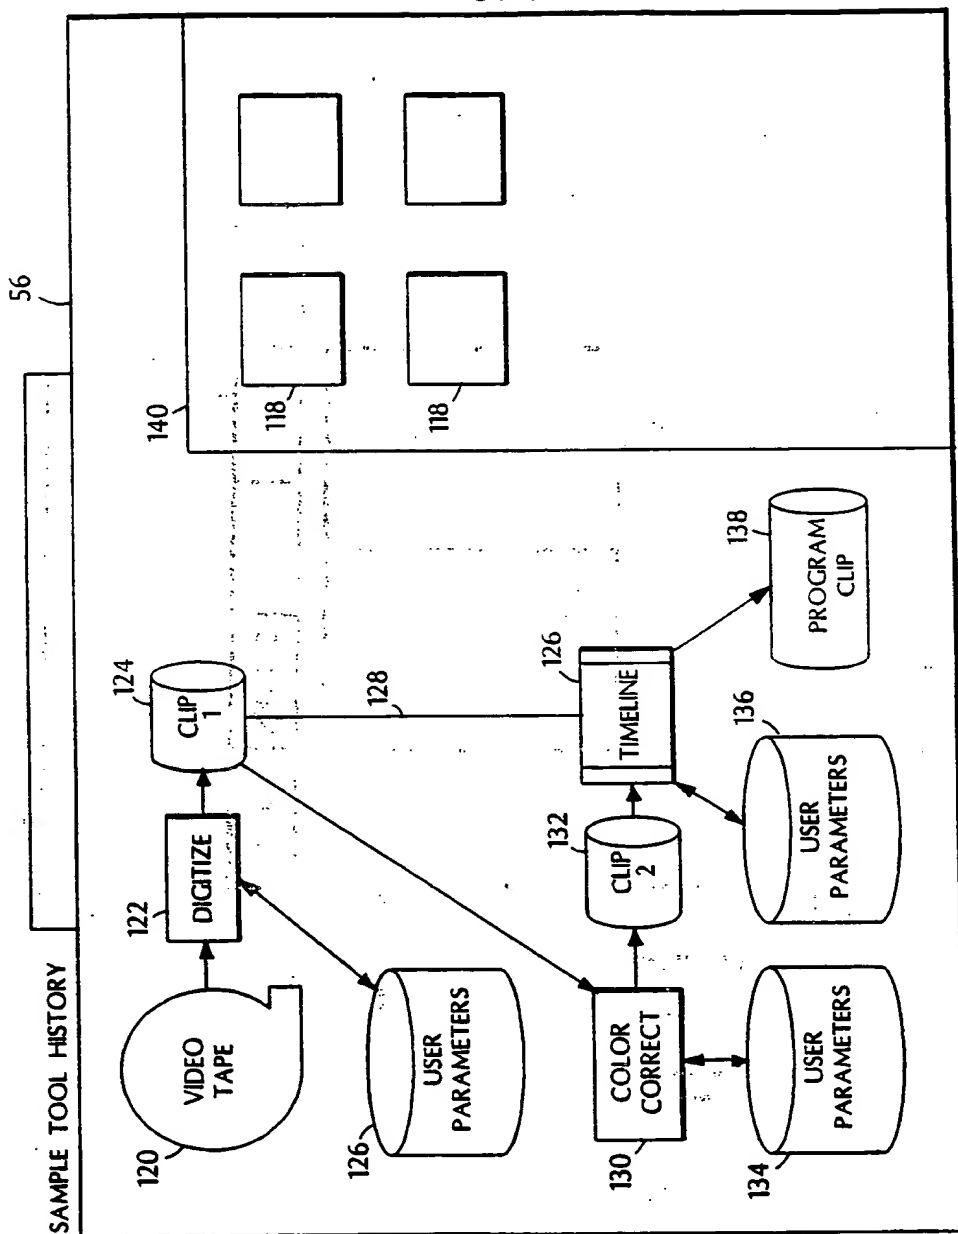 SAMPLE TOOL HISTORY
56
140
118
118
120
VIDEO
TAPE
122
DIGITIZE
124
CLIP
1
126
USER
PARAMETERS
128
130
COLOR
CORRECT
132
CLIP
2
126
TIMELINE
134
USER
PARAMETERS
136
USER
PARAMETERS
138
PROGRAM
CLIP